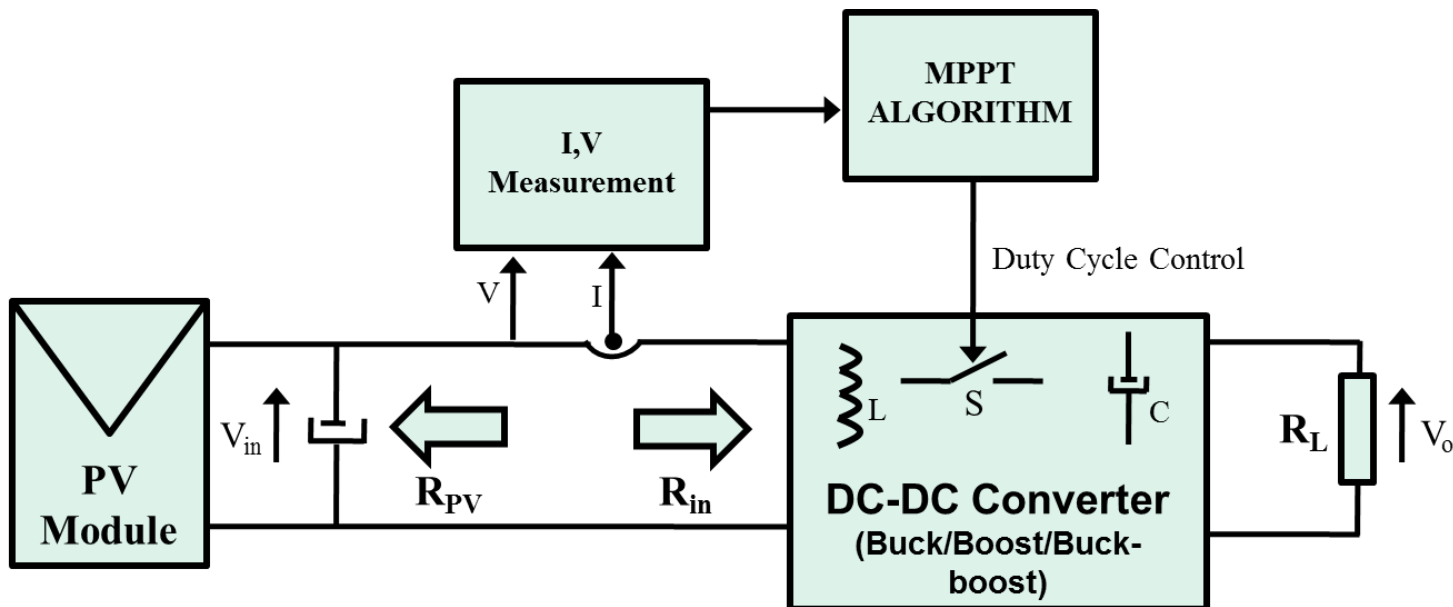 MPPT
ALGORITHM
I,V
Measurement
Duty Cycle Control
V
I
PV
Module
V_in
R_PV
R_in
L
S
C
DC-DC Converter
(Buck/Boost/Buck-
boost)
R_L
V_o